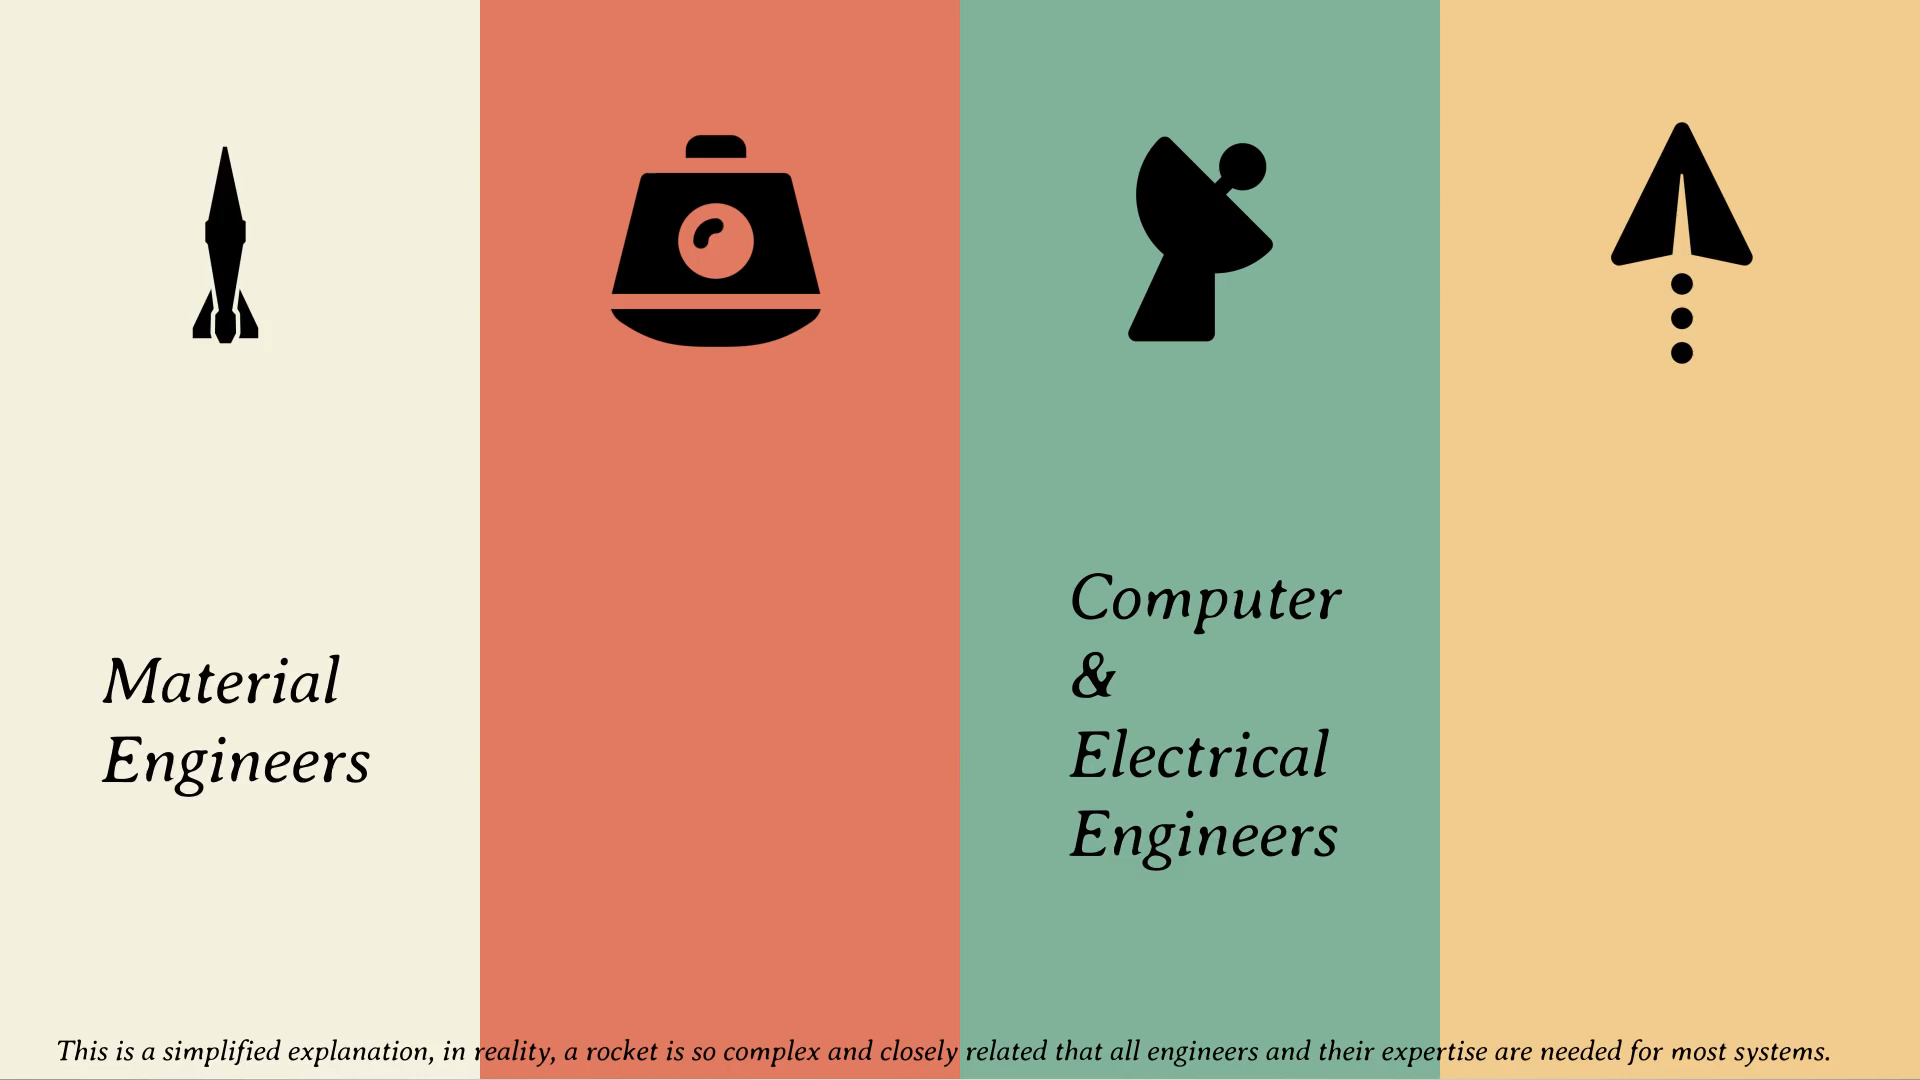 Material
Engineers
Computer
&
Electrical
Engineers
This is a simplified explanation, in reality, a rocket is so complex and closely related that all engineers and their expertise are needed for most systems.